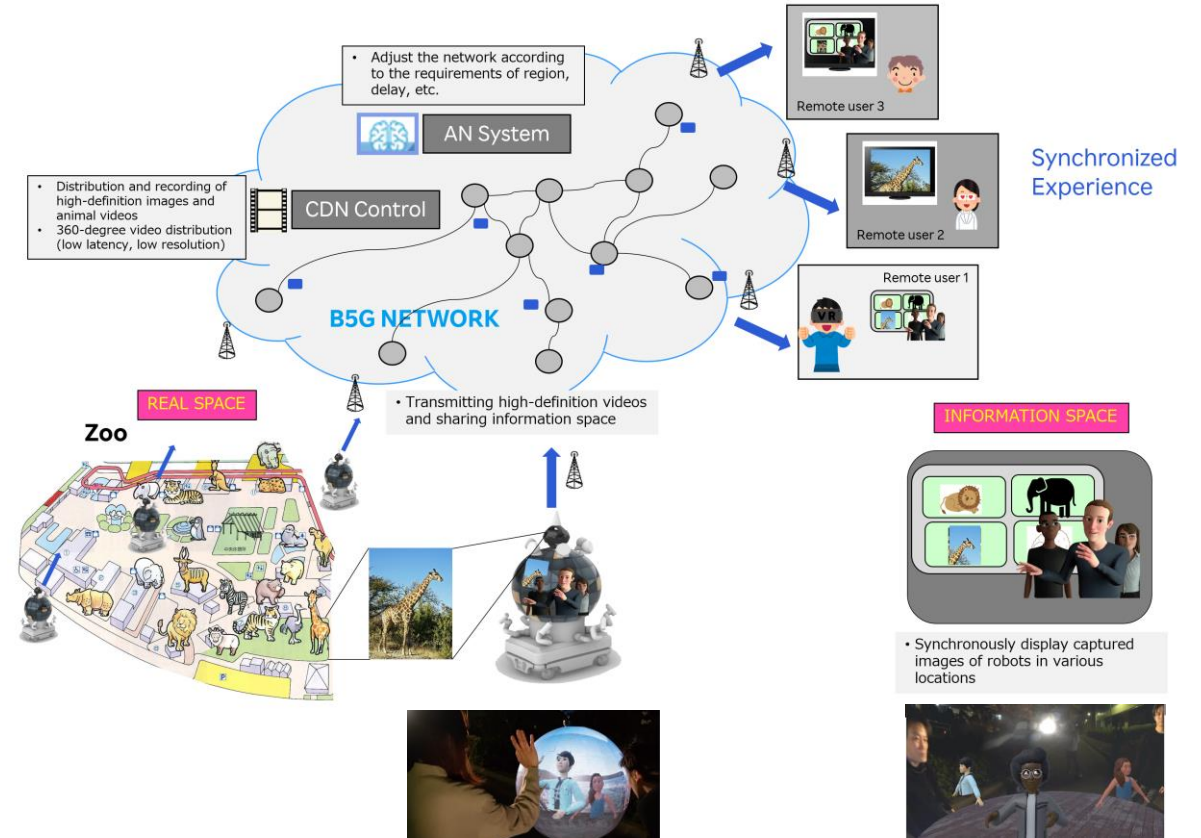 • Adjust the network according
to the requirements of region,
delay, etc.
AN System
• Distribution and recording of
high-definition images and
animal videos
• 360-degree video distribution
(low latency, low resolution)
CDN Control
B5G NETWORK
Remote user 3
Remote user 2
Synchronized
Experience
Remote user 1
VR
REAL SPACE
Zoo
• Transmitting high-definition videos
and sharing information space
INFORMATION SPACE
• Synchronously display captured
images of robots in various
locations